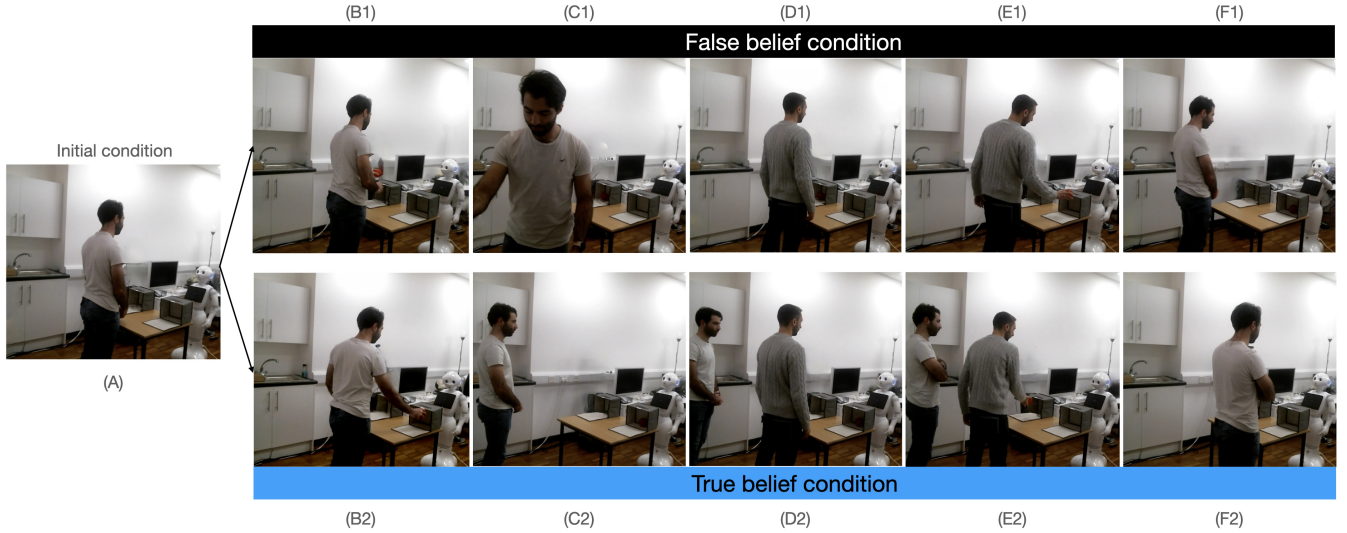 (B1) (C1) (D1) (E1) (F1)
False belief condition
Initial condition
(A)
True belief condition
(B2) (C2) (D2) (E2) (F2)